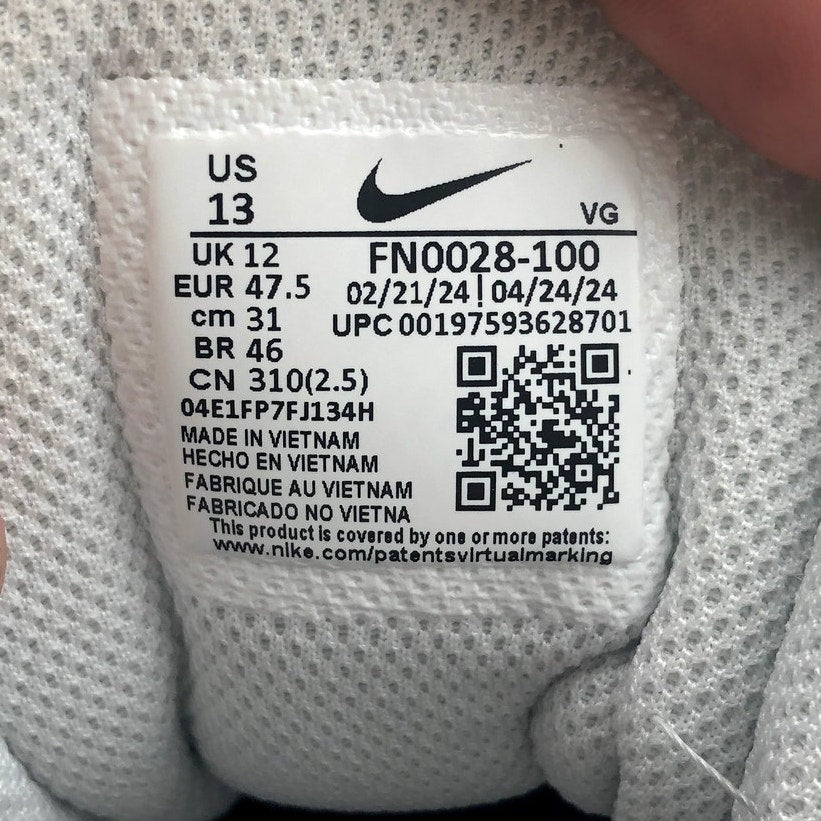 US
13
VG
UK 12
FN0028-100
EUR 47.5
02/21/24 | 04/24/24
cm 31
UPC 00197593628701
BR 46
CN 310(2.5)
04E1FP7FJ134H
MADE IN VIETNAM
HECHO EN VIETNAM
FABRIQUE AU VIETNAM
FABRICADO NO VIETNA
This product is covered by one or more patents:
www.nike.com/patentsvirtualmarking